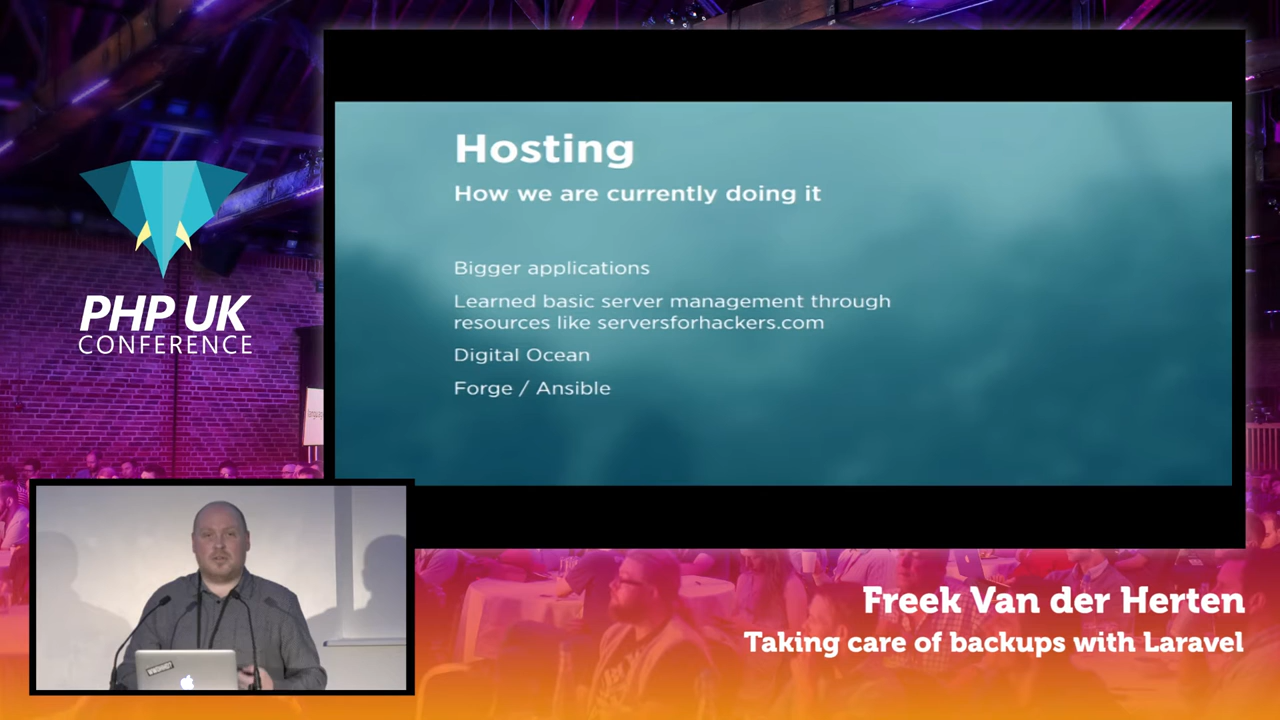 Hosting
How we are currently doing it
Bigger applications
Learned basic server management through
resources like serversforhackers.com
Digital Ocean
Forge / Ansible
PHP UK
CONFERENCE
Freek Van der Herten
Taking care of backups with Laravel